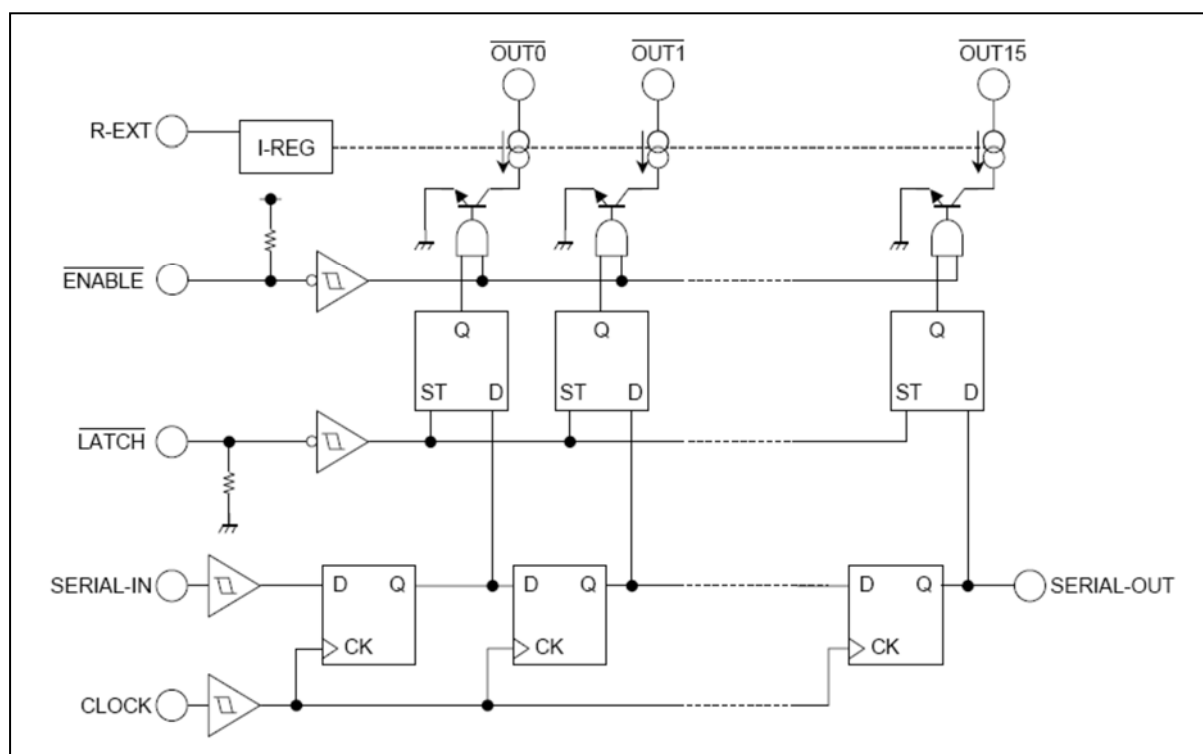 OUT0 OUT1 OUT15
R-EXT
I-REG
ENABLE
Q Q Q
ST D ST D ST D
LATCH
SERIAL-IN
D Q D Q D Q
SERIAL-OUT
CK CK CK
CLOCK